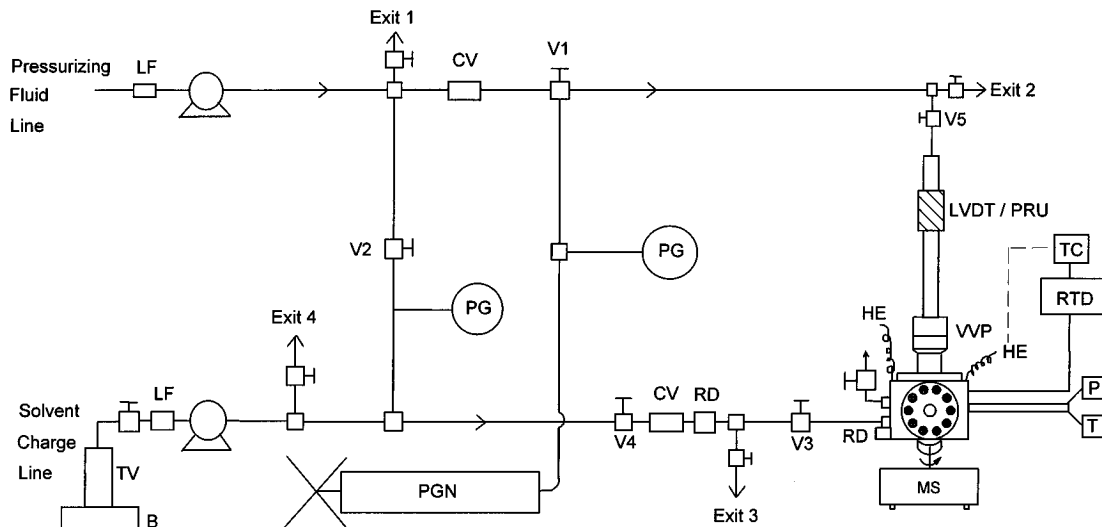 Exit 1
Pressurizing
Fluid
Line
LF
CV
V1
Exit 2
V5
LVDT / PRU
V2
PG
PG
TC
RTD
Exit 4
HE
VVP
HE
P
T
Solvent
Charge
Line
LF
TV
B
V4
CV
RD
V3
RD
PGN
Exit 3
MS